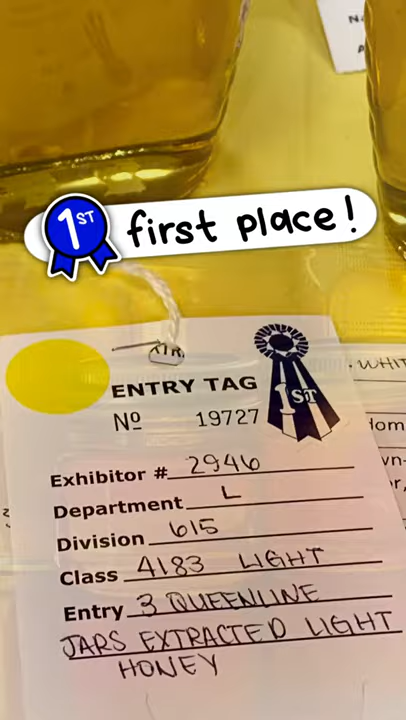 1ST first place!
ENTRY TAG
1ST
Nº 19727
Exhibitor # 2946
Department L
Division 615
Class 4183 LIGHT
Entry 3 QUEENLINE
JARS EXTRACTED LIGHT
HONEY